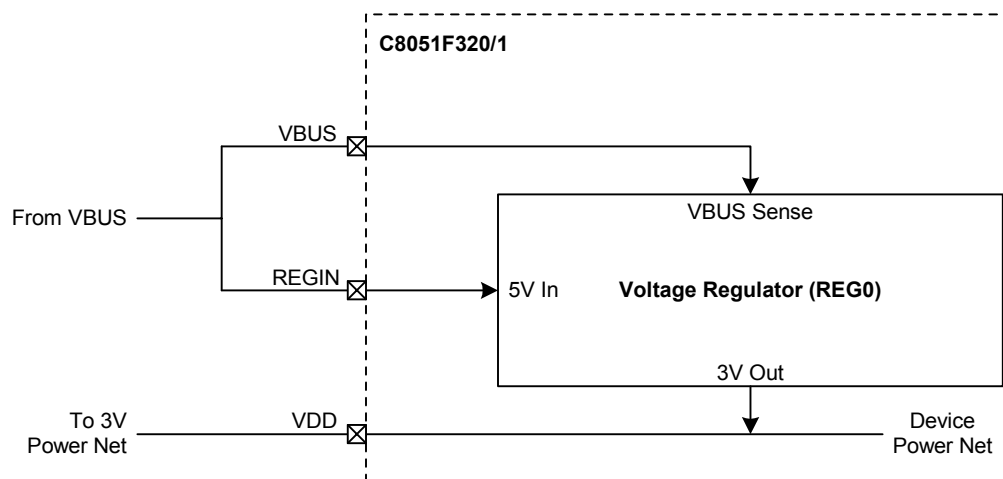 C8051F320/1
VBUS
From VBUS
VBUS Sense
REGIN
5V In
Voltage Regulator (REG0)
3V Out
To 3V
Power Net
VDD
Device
Power Net